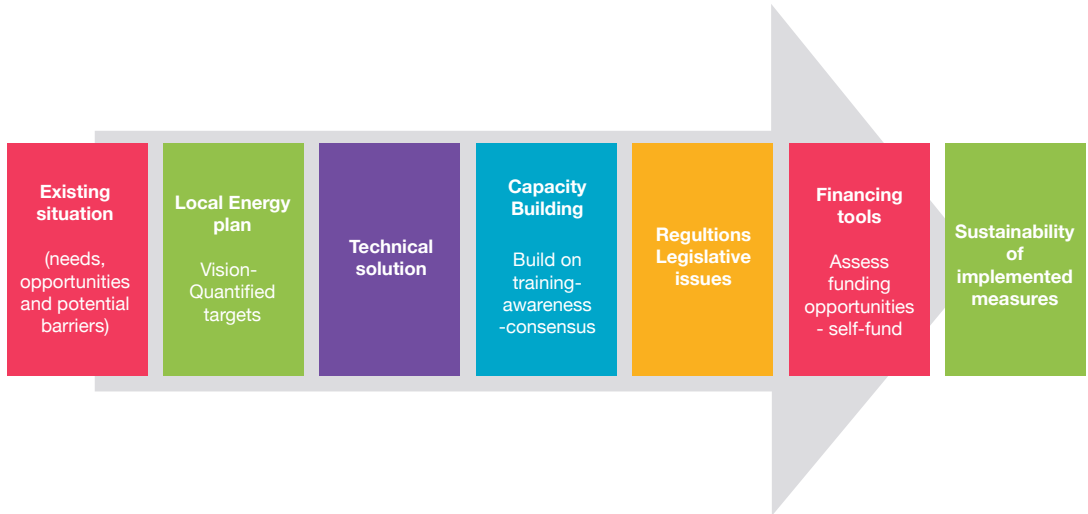 Existing
situation
(needs,
opportunities
and potential
barriers)
Local Energy
plan
Vision-
Quantified
targets
Technical
solution
Capacity
Building
Build on
training-
awareness
-consensus
Regultions
Legislative
issues
Financing
tools
Assess
funding
opportunities
- self-fund
Sustainability
of
implemented
measures